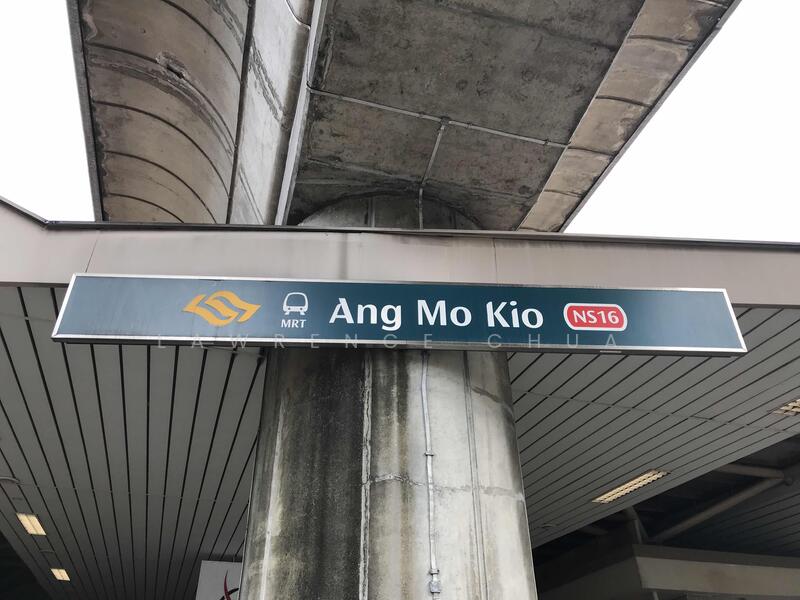 MRT
Ang Mo Kio
NS16
LAWRENCE CHUA